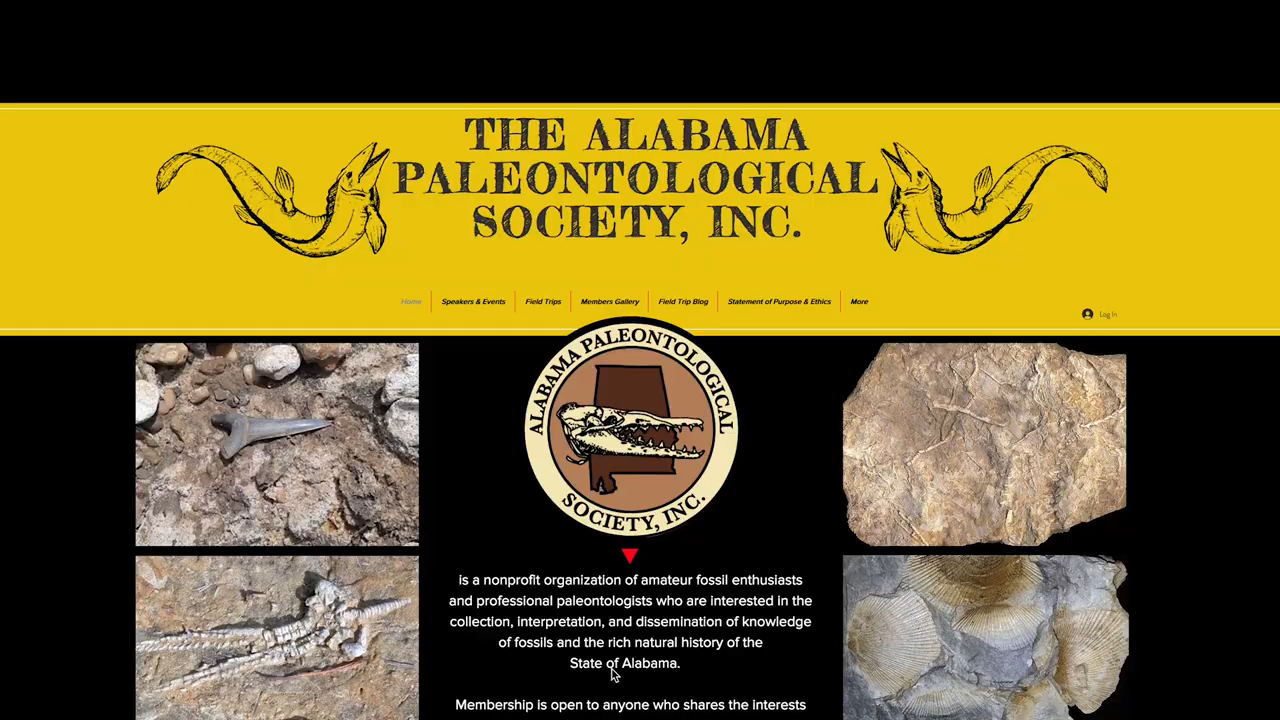 THE ALABAMA
PALEONTOLOGICAL
SOCIETY, INC.
Home Speakers & Events Field Trips Members Gallery Field Trip Blog Statement of Purpose & Ethics More
Log In
ALABAMA PALEONTOLOGICAL
SOCIETY, INC.
is a nonprofit organization of amateur fossil enthusiasts
and professional paleontologists who are interested in the
collection, interpretation, and dissemination of knowledge
of fossils and the rich natural history of the
State of Alabama.
Membership is open to anyone who shares the interests